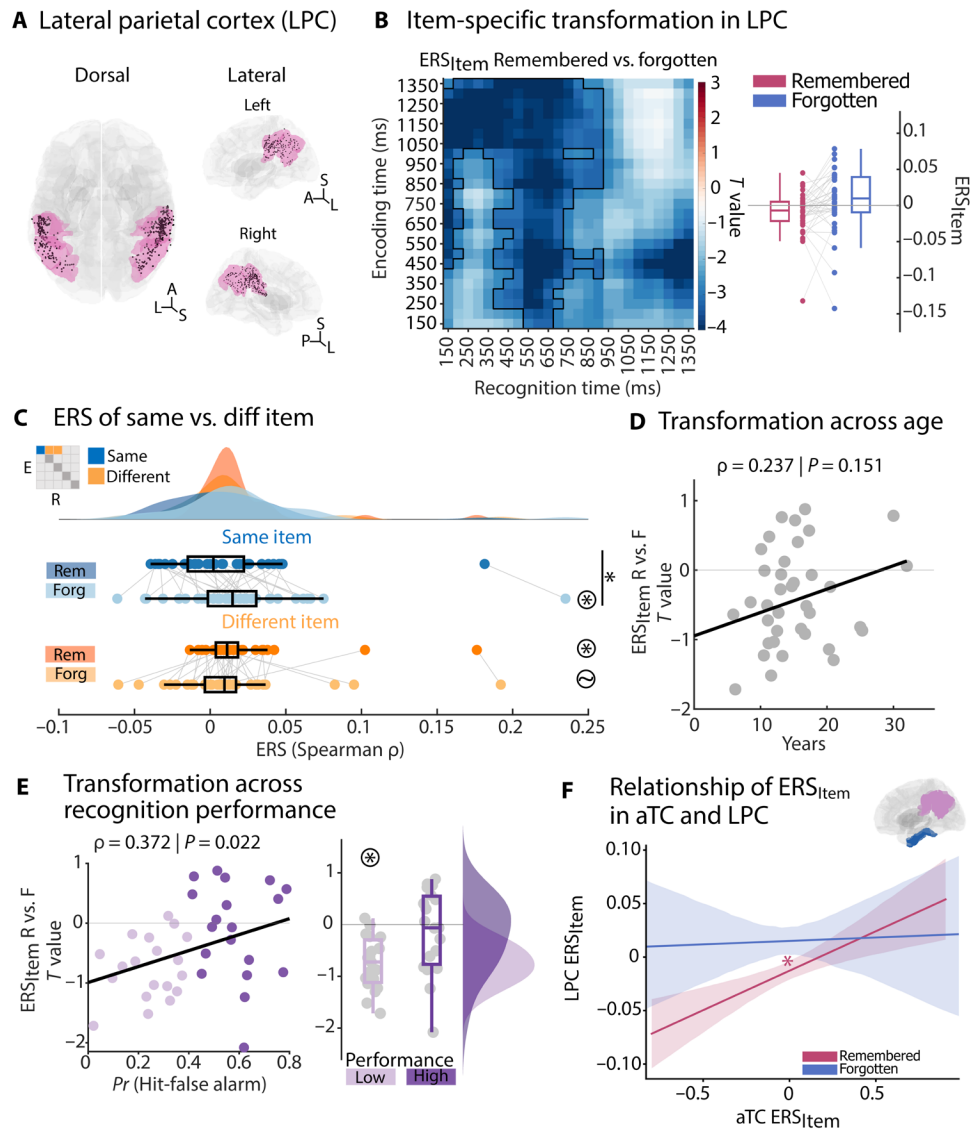 A Lateral parietal cortex (LPC)
Dorsal
Lateral
Left
S
A L
Right
A
L S
S
P L
B Item-specific transformation in LPC
ERSItem Remembered vs. forgotten
Encoding time (ms)
1350
1150
1050
950
850
750
650
550
450
350
250
150
150
250
350
450
550
650
750
850
950
1050
1150
1250
1350
Recognition time (ms)
3
2
1
0
−1
−2
−3
−4
T value
Remembered
Forgotten
0.1
0.05
0
−0.05
−0.1
−0.15
ERSItem
C ERS of same vs. diff item
E
R
Same
Different
Same item
Rem
Forg
*
*
Different item
Rem
Forg
*
~
−0.1 −0.05 0 0.05 0.1 0.15 0.2 0.25
ERS (Spearman ρ)
D Transformation across age
ρ = 0.237 | P = 0.151
ERSItem R vs. F
T value
1
0
−1
−2
0 10 20 30
Years
E Transformation across
recognition performance
ρ = 0.372 | P = 0.022
ERSItem R vs. F
T value
1
0
−1
−2
0 0.2 0.4 0.6 0.8
Pr (Hit-false alarm)
*
1
0
−1
−2
Performance
Low High
F Relationship of ERSItem
in aTC and LPC
LPC ERSItem
0.10
0.05
0
−0.05
−0.10
*
Remembered
Forgotten
−0.5 0 0.5
aTC ERSItem